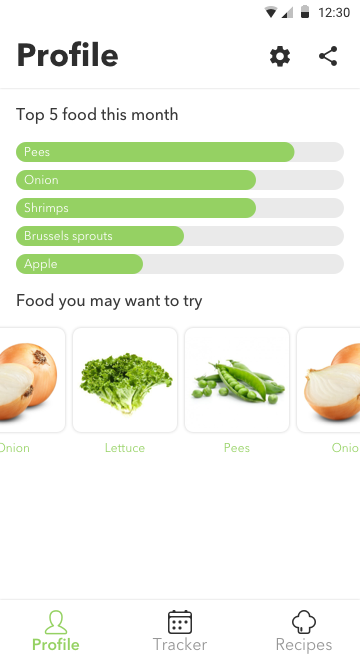 12:30
Profile
Top 5 food this month
Pees
Onion
Shrimps
Brussels sprouts
Apple
Food you may want to try
Onion Lettuce Pees Onio
Profile Tracker Recipes